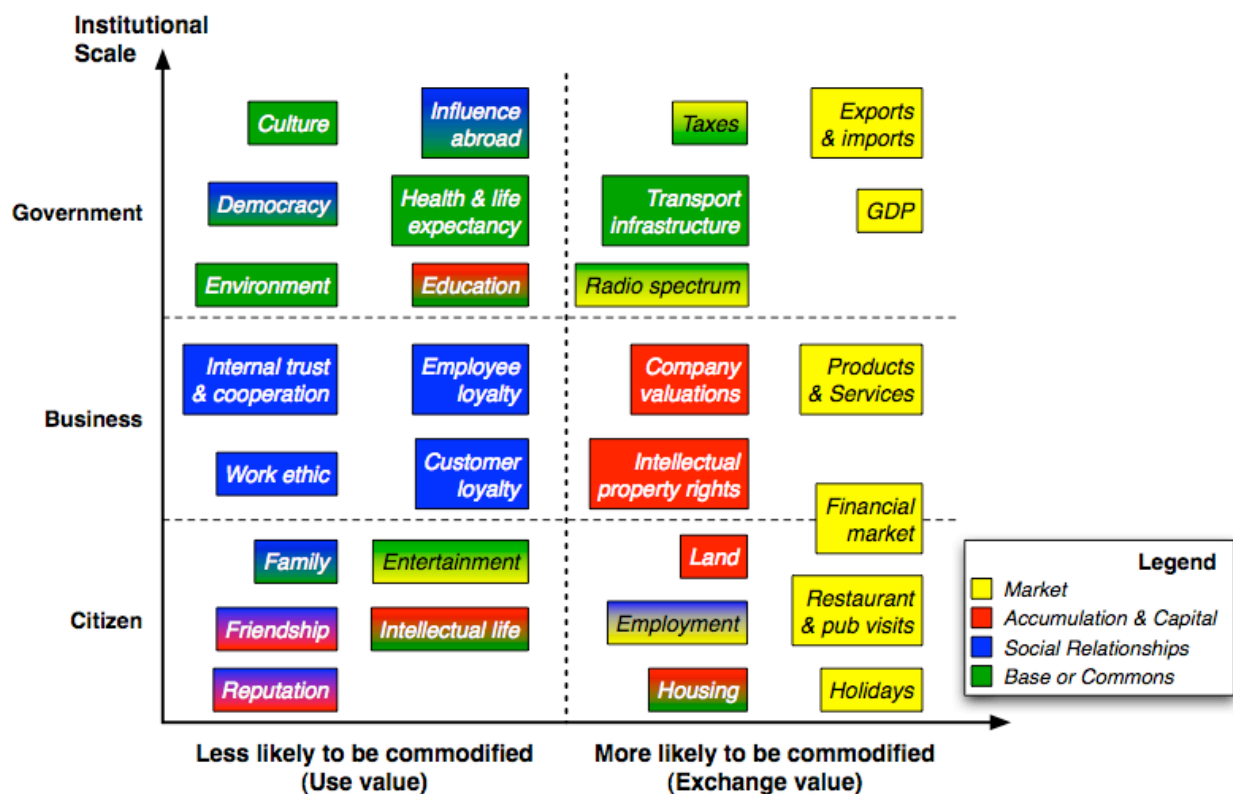 Institutional
Scale
Culture
Influence
abroad
Taxes
Exports
& imports
Government
Democracy
Health & life
expectancy
Transport
infrastructure
GDP
Environment
Education
Radio spectrum
Business
Internal trust
& cooperation
Employee
loyalty
Company
valuations
Products
& Services
Work ethic
Customer
loyalty
Intellectual
property rights
Financial
market
Citizen
Family
Entertainment
Land
Friendship
Intellectual life
Employment
Restaurant
& pub visits
Reputation
Housing
Holidays
Legend
Market
Accumulation & Capital
Social Relationships
Base or Commons
Less likely to be commodified
(Use value)
More likely to be commodified
(Exchange value)